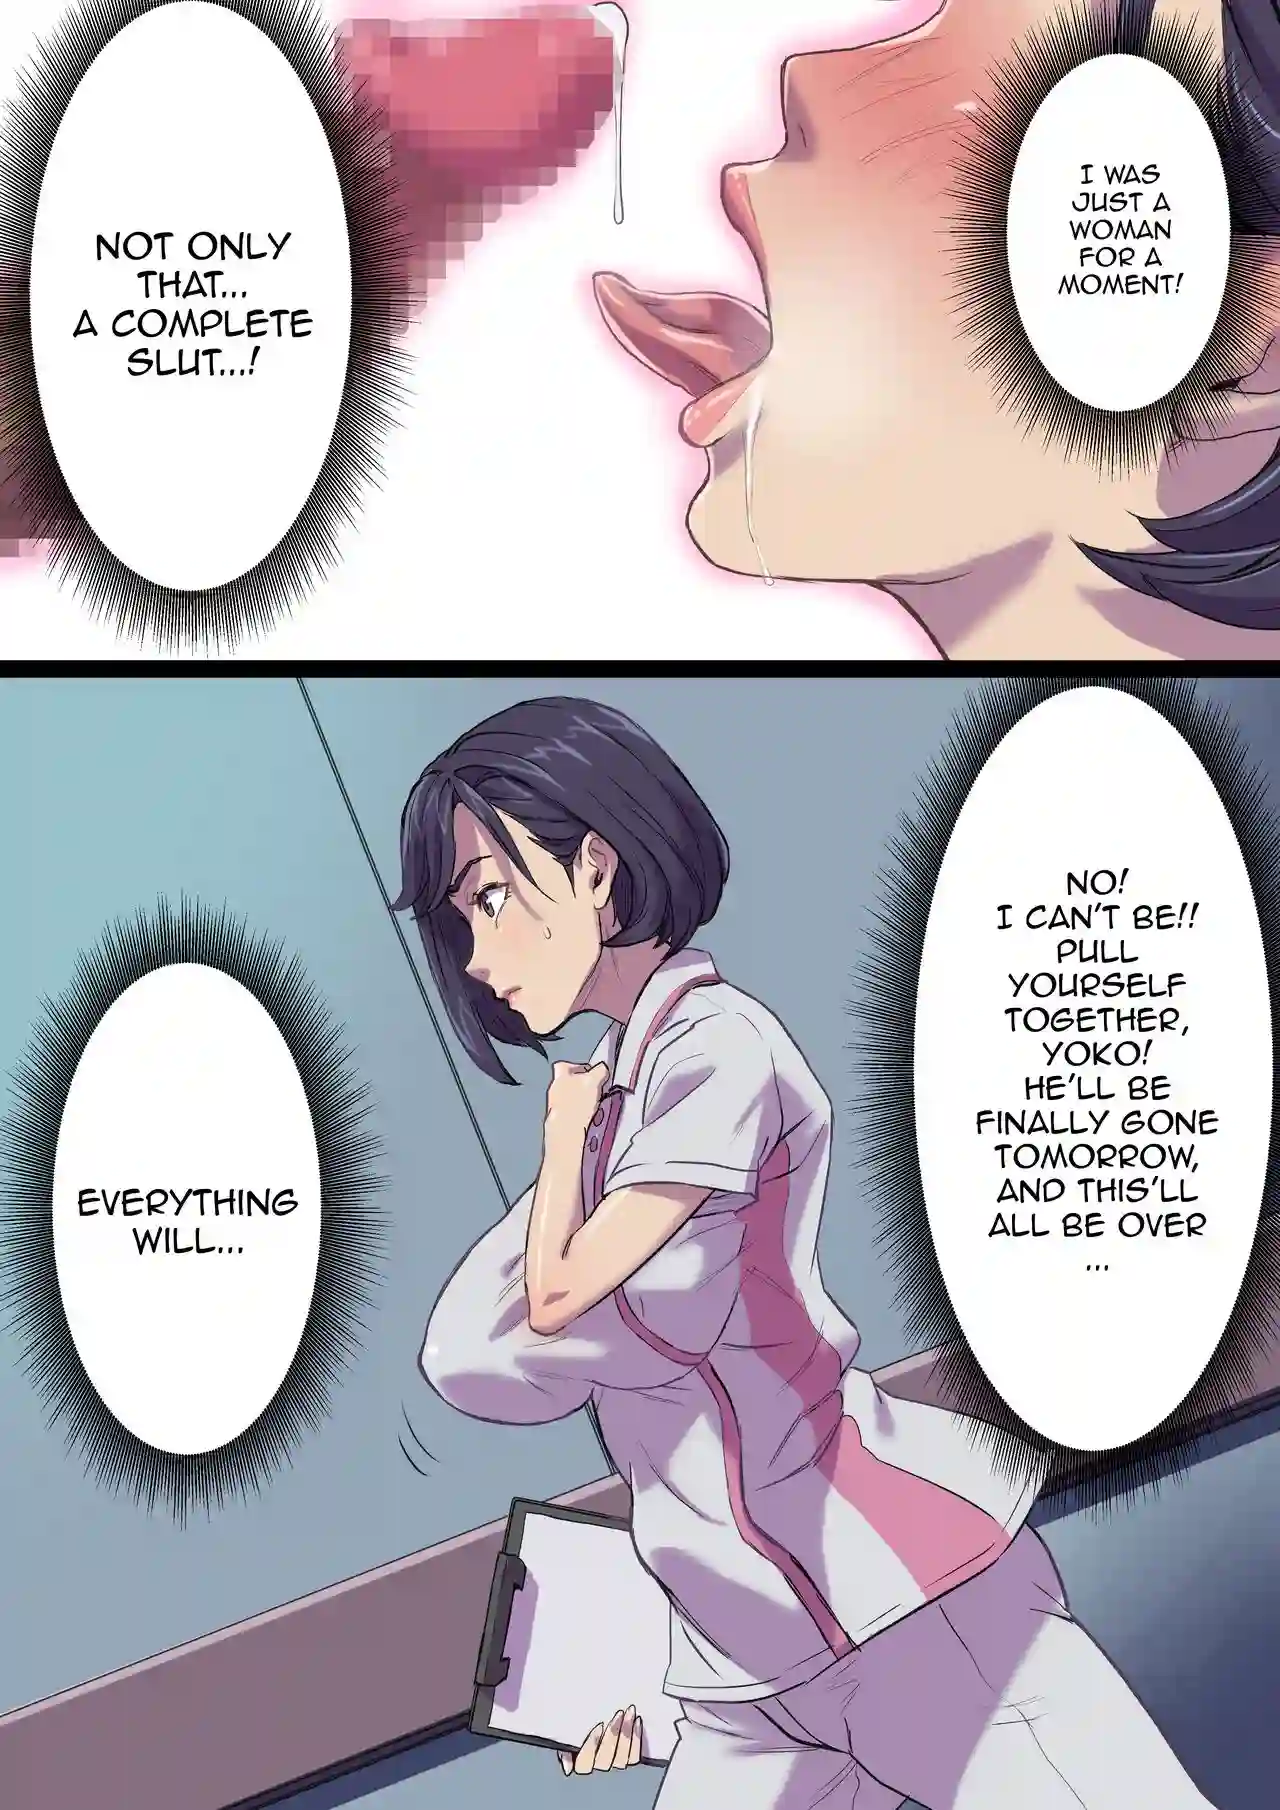 I WAS
JUST A
WOMAN
FOR A
MOMENT!
NOT ONLY
THAT...
A COMPLETE
SLUT...!
NO!
I CAN'T BE!!
PULL
YOURSELF
TOGETHER,
YOKO!
HE'LL BE
FINALLY GONE
TOMORROW,
AND THIS'LL
ALL BE OVER
...
EVERYTHING
WILL...